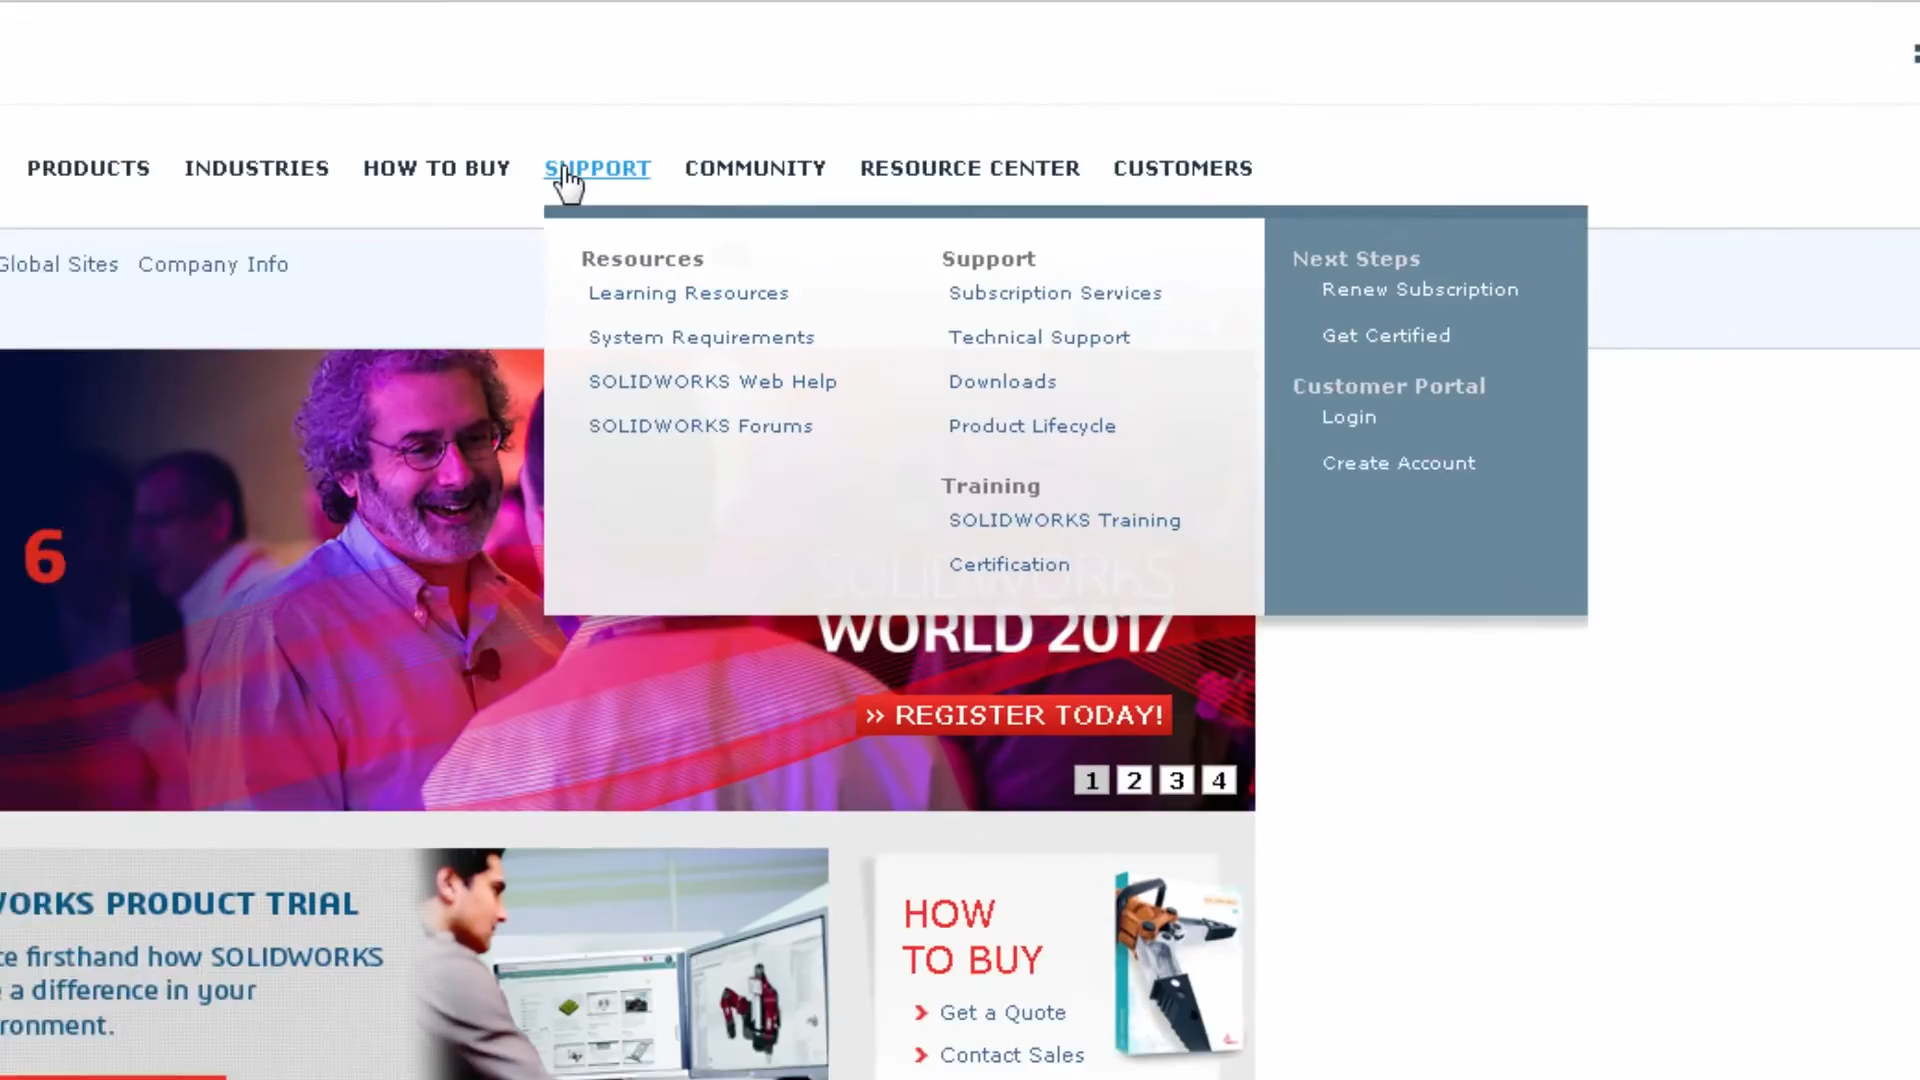 PRODUCTS INDUSTRIES HOW TO BUY SUPPORT COMMUNITY RESOURCE CENTER CUSTOMERS
Global Sites Company Info
Resources
Learning Resources
System Requirements
SOLIDWORKS Web Help
SOLIDWORKS Forums
Support
Subscription Services
Technical Support
Downloads
Product Lifecycle
Training
SOLIDWORKS Training
Certification
Next Steps
Renew Subscription
Get Certified
Customer Portal
Login
Create Account
6
SOLIDWORKS
WORLD 2017
» REGISTER TODAY!
1 2 3 4
WORKS PRODUCT TRIAL
te firsthand how SOLIDWORKS
e a difference in your
ronment.
HOW
TO BUY
Get a Quote
Contact Sales